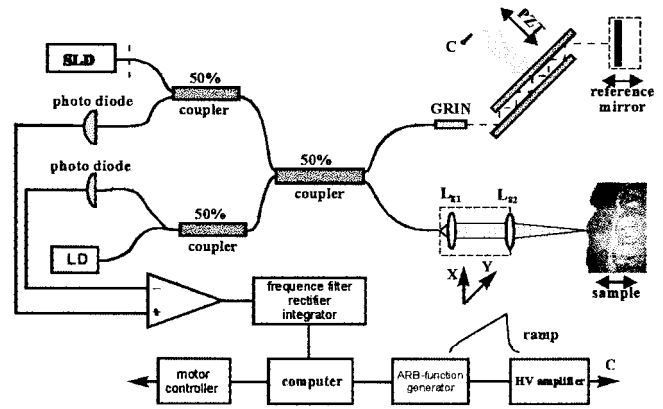 SLD
50%
coupler
photo diode
PZT
C
GRIN
reference
mirror
50%
coupler
photo diode
50%
coupler
LD
L
L
X
Y
sample
−
+
frequence filter
rectifier
integrator
ramp
motor
controller
computer
ARB-function
generator
HV amplifier
C